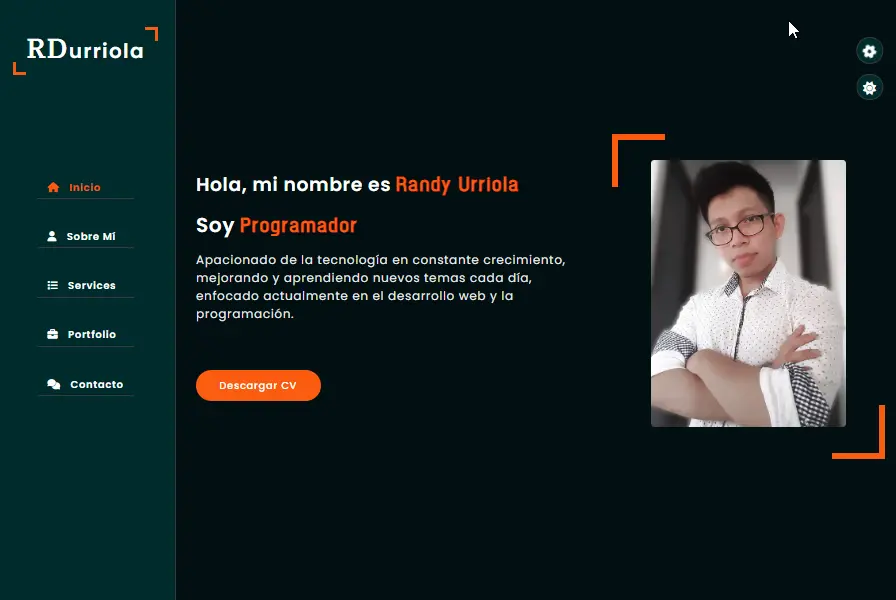 RDurriola
Inicio
Sobre Mí
Services
Portfolio
Contacto
Hola, mi nombre es Randy Urriola
Soy Programador
Apacionado de la tecnología en constante crecimiento,
mejorando y aprendiendo nuevos temas cada día,
enfocado actualmente en el desarrollo web y la
programación.
Descargar CV